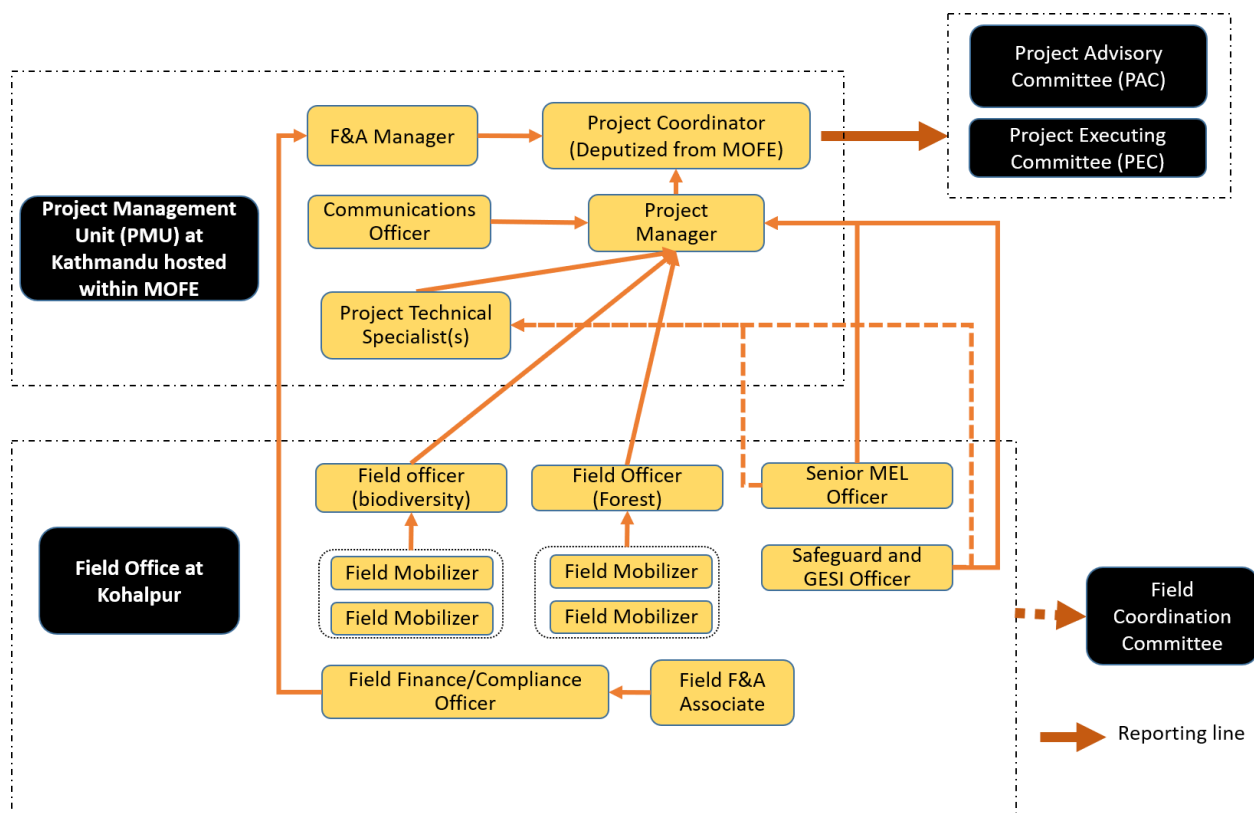 Project Advisory
Committee (PAC)
Project Executing
Committee (PEC)
F&A Manager
Project Coordinator
(Deputized from MOFE)
Project Management
Unit (PMU) at
Kathmandu hosted
within MOFE
Communications
Officer
Project
Manager
Project Technical
Specialist(s)
Field officer
(biodiversity)
Field Officer
(Forest)
Senior MEL
Officer
Field Office at
Kohalpur
Field Mobilizer
Field Mobilizer
Field Mobilizer
Field Mobilizer
Safeguard and
GESI Officer
Field
Coordination
Committee
Field Finance/Compliance
Officer
Field F&A
Associate
Reporting line